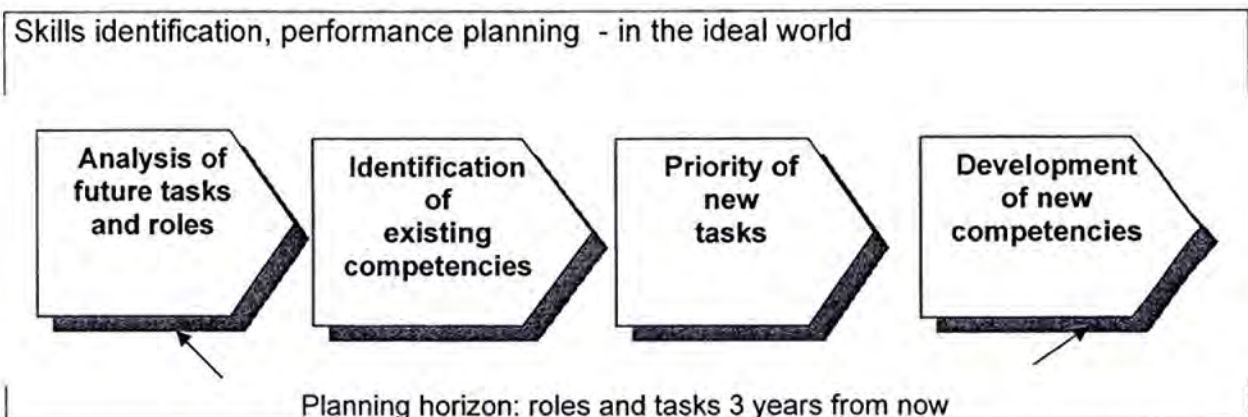 Skills identification, performance planning - in the ideal world
Analysis of
future tasks
and roles
Identification
of
existing
competencies
Priority of
new
tasks
Development
of new
competencies
Planning horizon: roles and tasks 3 years from now